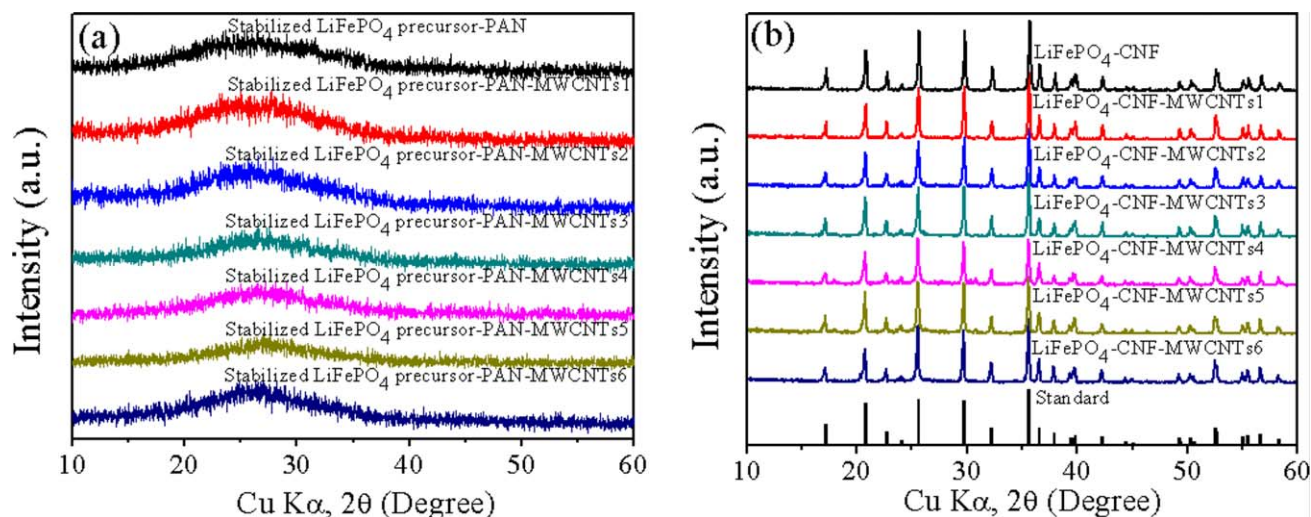 (a)
Stabilized LiFePO4 precursor-PAN
Stabilized LiFePO4 precursor-PAN-MWCNTs1
Stabilized LiFePO4 precursor-PAN-MWCNTs2
Stabilized LiFePO4 precursor-PAN-MWCNTs3
Stabilized LiFePO4 precursor-PAN-MWCNTs4
Stabilized LiFePO4 precursor-PAN-MWCNTs5
Stabilized LiFePO4 precursor-PAN-MWCNTs6
Intensity (a.u.)
10 20 30 40 50 60
Cu Kα, 2θ (Degree)
(b)
LiFePO4-CNF
LiFePO4-CNF-MWCNTs1
LiFePO4-CNF-MWCNTs2
LiFePO4-CNF-MWCNTs3
LiFePO4-CNF-MWCNTs4
LiFePO4-CNF-MWCNTs5
LiFePO4-CNF-MWCNTs6
Standard
Intensity (a.u.)
10 20 30 40 50 60
Cu Kα, 2θ (Degree)